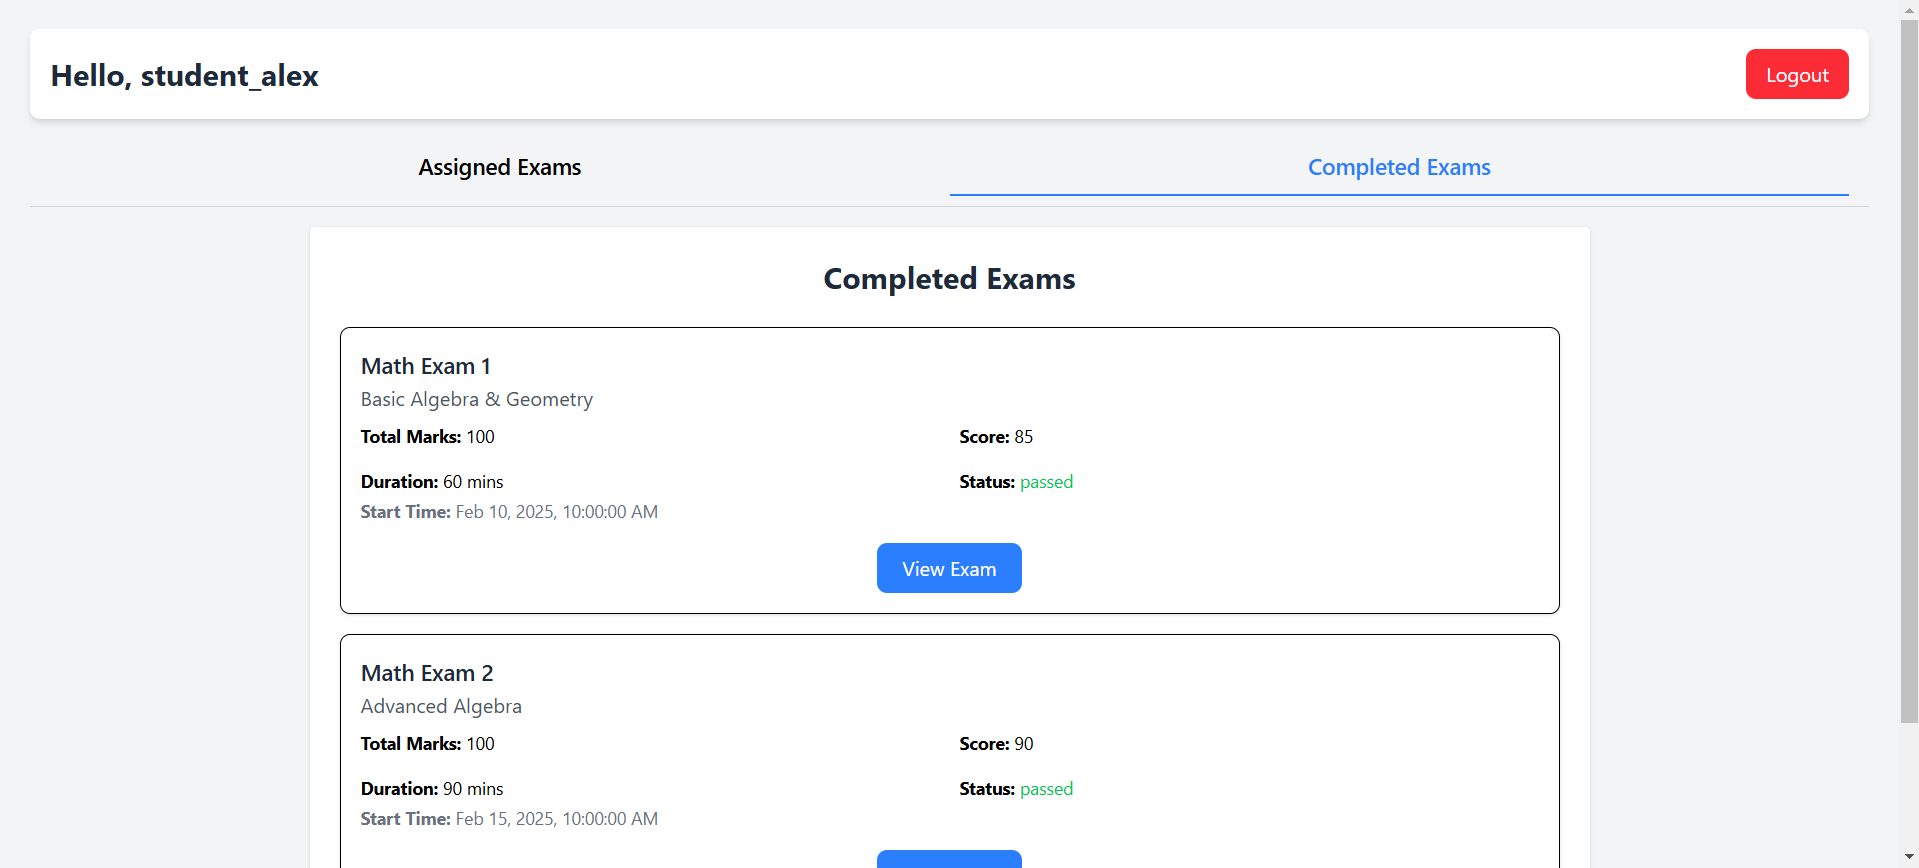 Hello, student_alex
Logout
Assigned Exams
Completed Exams
Completed Exams
Math Exam 1
Basic Algebra & Geometry
Total Marks: 100
Score: 85
Duration: 60 mins
Status: passed
Start Time: Feb 10, 2025, 10:00:00 AM
View Exam
Math Exam 2
Advanced Algebra
Total Marks: 100
Score: 90
Duration: 90 mins
Status: passed
Start Time: Feb 15, 2025, 10:00:00 AM